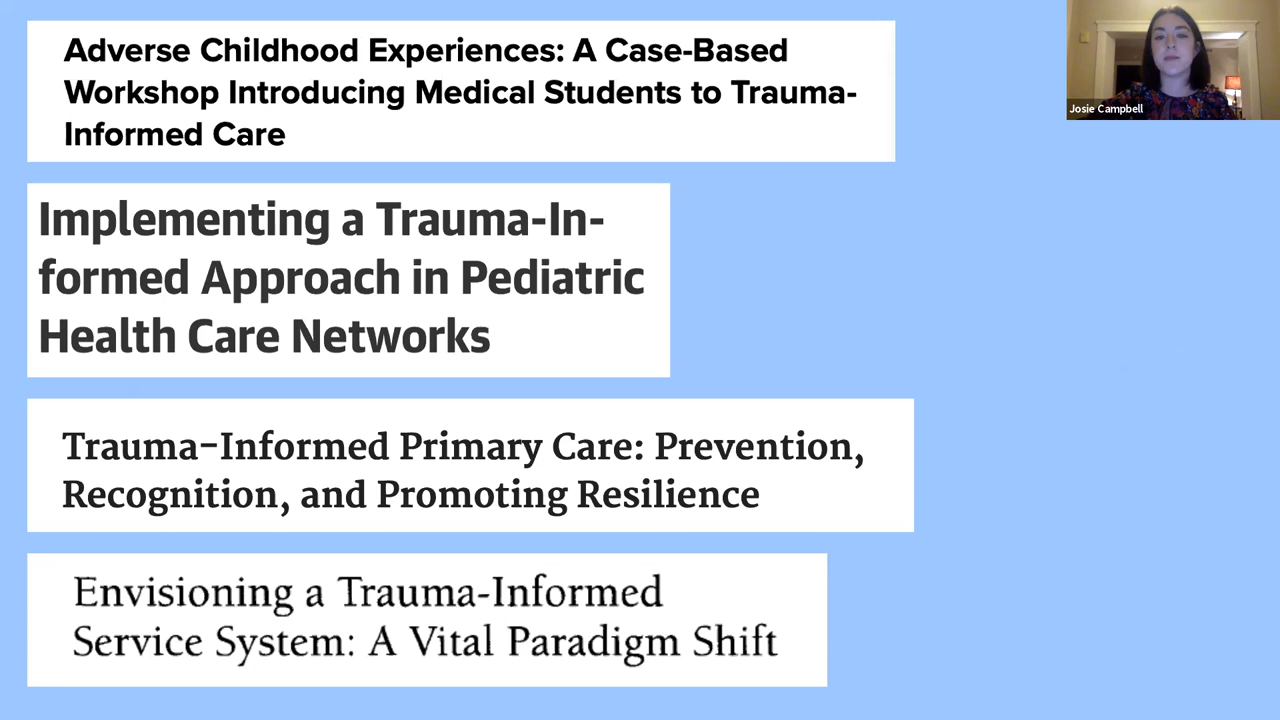 Adverse Childhood Experiences: A Case-Based
Workshop Introducing Medical Students to Trauma-
Informed Care
Josie Campbell
Implementing a Trauma-In-
formed Approach in Pediatric
Health Care Networks
Trauma-Informed Primary Care: Prevention,
Recognition, and Promoting Resilience
Envisioning a Trauma-Informed
Service System: A Vital Paradigm Shift